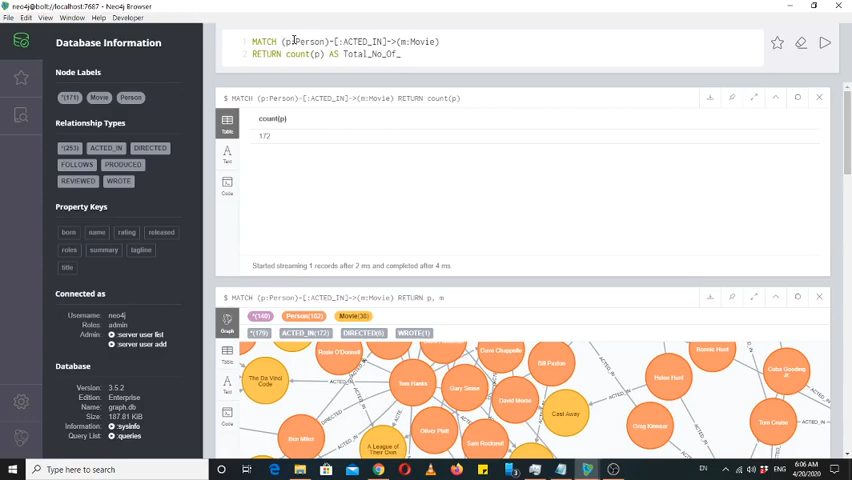 neo4j@bolt://localhost:7687 - Neo4j Browser
File Edit View Window Help Developer
Database Information
Node Labels
*(171) Movie Person
Relationship Types
*(253) ACTED_IN DIRECTED
FOLLOWS PRODUCED
REVIEWED WROTE
Property Keys
born name rating released
roles summary tagline
title
Connected as
Username: neo4j
Roles: admin
Admin: :server user list
:server user add
Database
Version: 3.5.2
Edition: Enterprise
Name: graph.db
Size: 187.81 KiB
Information: :sysinfo
Query List: :queries
1 MATCH (p:Person)-[:ACTED_IN]->(m:Movie)
2 RETURN count(p) AS Total_No_Of_
$ MATCH (p:Person)-[:ACTED_IN]->(m:Movie) RETURN count(p)
Table
Text
Code
count(p)
172
Started streaming 1 records after 2 ms and completed after 4 ms.
$ MATCH (p:Person)-[:ACTED_IN]->(m:Movie) RETURN p, m
Graph
Table
Text
Code
*(140) Person(102) Movie(38)
*(179) ACTED_IN(172) DIRECTED(6) WROTE(1)
Rosie O'Donnell
Dave Chappelle
Bill Paxton
Bonnie Hunt
The Da Vinci Code
Tom Hanks
Gary Sinise
David Morse
Helen Hunt
Cuba Gooding Jr.
Cast Away
Ron Miles
Oliver Platt
Sam Rockwell
Greg Kinnear
Tom Cruise
A League of Their Own
ACTED_IN
DIRECTED
Type here to search
EN
ENG
6:06 AM
4/20/2020